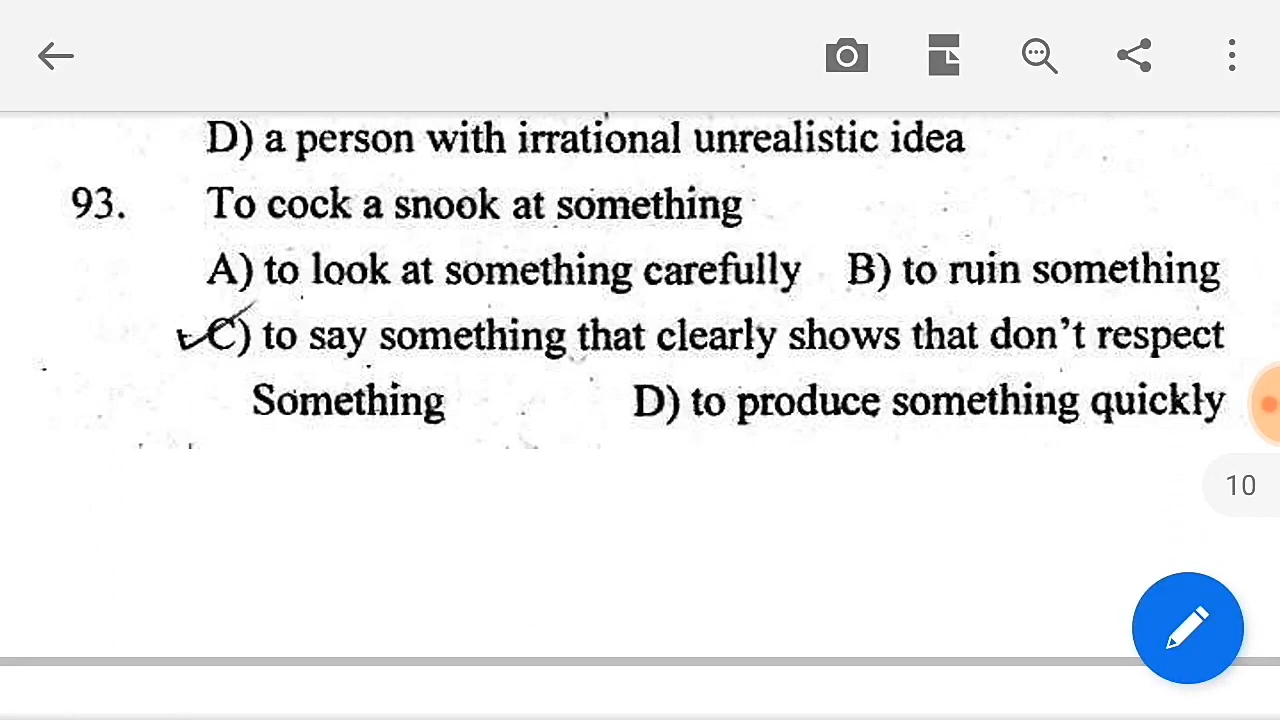 D) a person with irrational unrealistic idea
93. To cock a snook at something
A) to look at something carefully B) to ruin something
C) to say something that clearly shows that don't respect
Something D) to produce something quickly
10